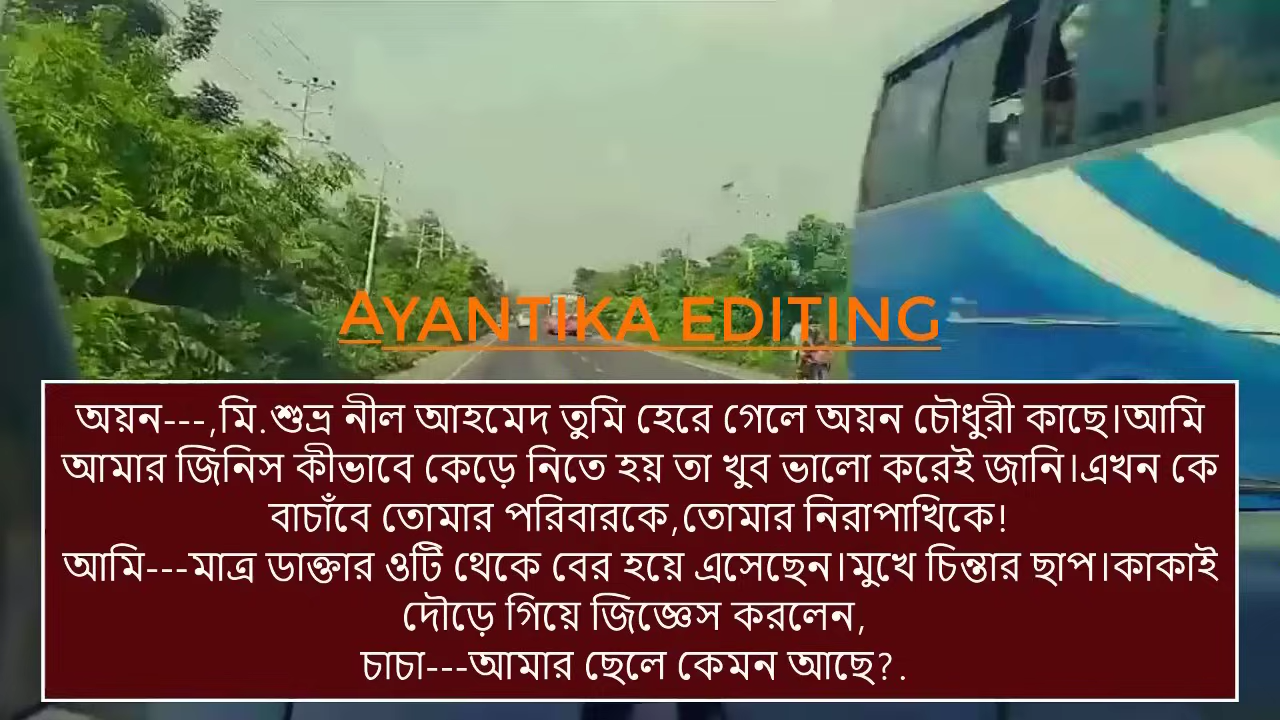 AYANTIKA EDITING
অয়ন---,মি.শুভ্র নীল আহমেদ তুমি হেরে গেলে অয়ন চৌধুরী কাছে।আমি
আমার জিনিস কীভাবে কেড়ে নিতে হয় তা খুব ভালো করেই জানি।এখন কে
বাচাঁবে তোমার পরিবারকে,তোমার নিরাপাখিকে!
আমি---মাত্র ডাক্তার ওটি থেকে বের হয়ে এসেছেন।মুখে চিন্তার ছাপ।কাকাই
দৌড়ে গিয়ে জিজ্ঞেস করলেন,
চাচা---আমার ছেলে কেমন আছে?.